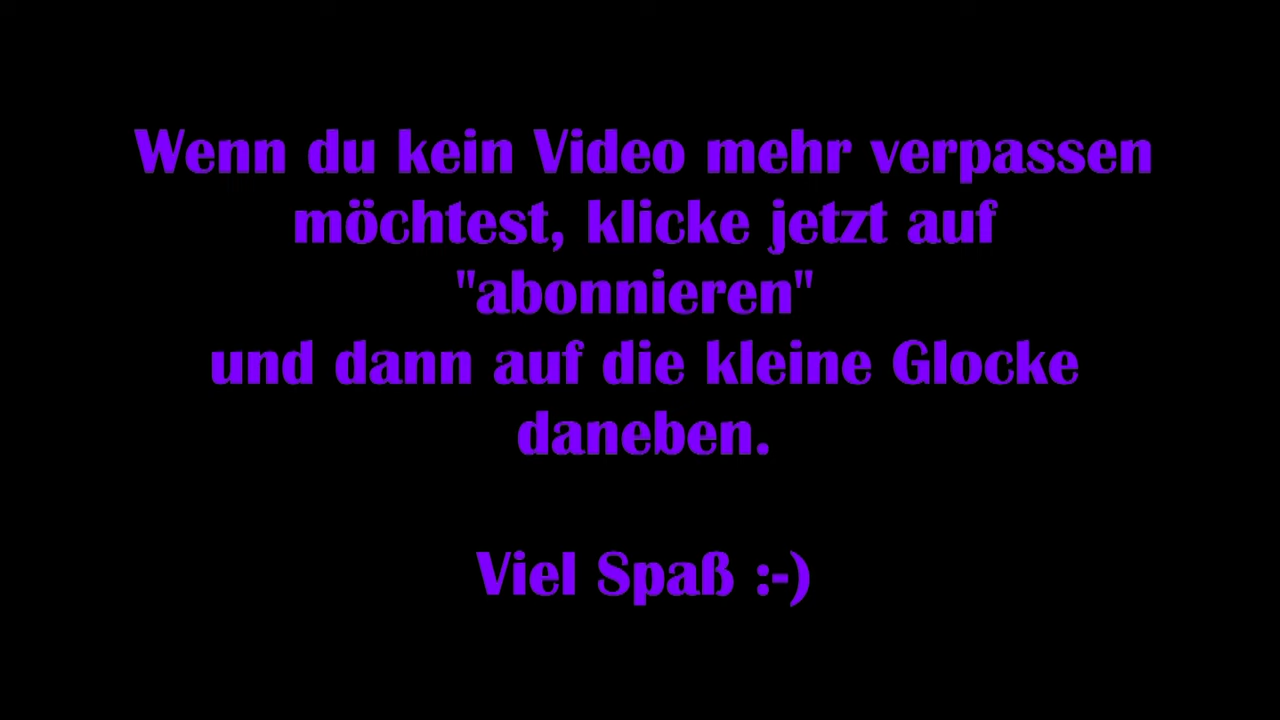 Wenn du kein Video mehr verpassen
möchtest, klicke jetzt auf
"abonnieren"
und dann auf die kleine Glocke
daneben.
Viel Spaß :-)